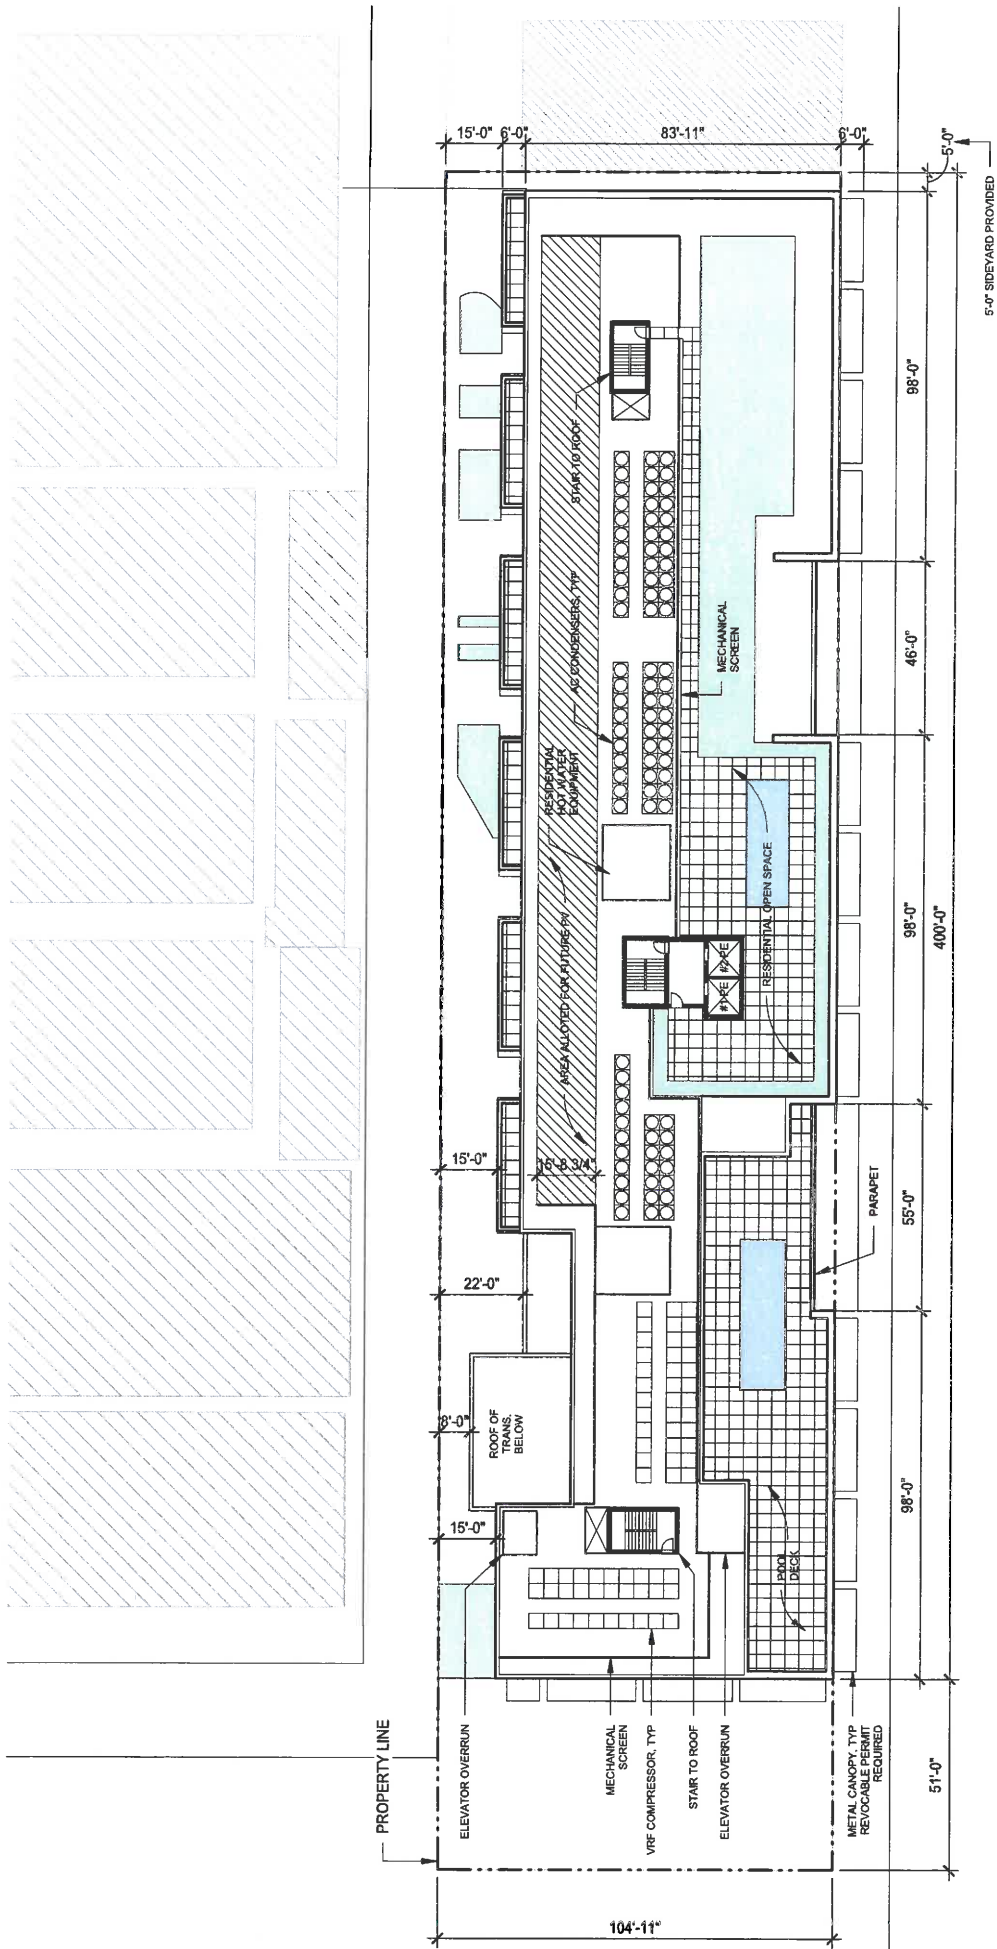 15'-0"
6'-0"
83'-11"
6'-0"
5'-0"
5'-0" SIDEYARD PROVIDED
98'-0"
STAIR TO ROOF
AC CONDENSERS, TYP
46'-0"
MECHANICAL
SCREEN
RESIDENTIAL
HOT WATER
EQUIPMENT
AREA ALLOTED FOR FUTURE PV
RESIDENTIAL OPEN SPACE
98'-0"
400'-0"
#2-PE
#1-PE
15'-0"
15'-8 3/4"
PARAPET
55'-0"
22'-0"
8'-0"
ROOF OF
TRANS.
BELOW
98'-0"
15'-0"
POOL
DECK
PROPERTY LINE
ELEVATOR OVERRUN
MECHANICAL
SCREEN
VRF COMPRESSOR, TYP
STAIR TO ROOF
ELEVATOR OVERRUN
METAL CANOPY, TYP
REVOCABLE PERMIT
REQUIRED
51'-0"
104'-11"